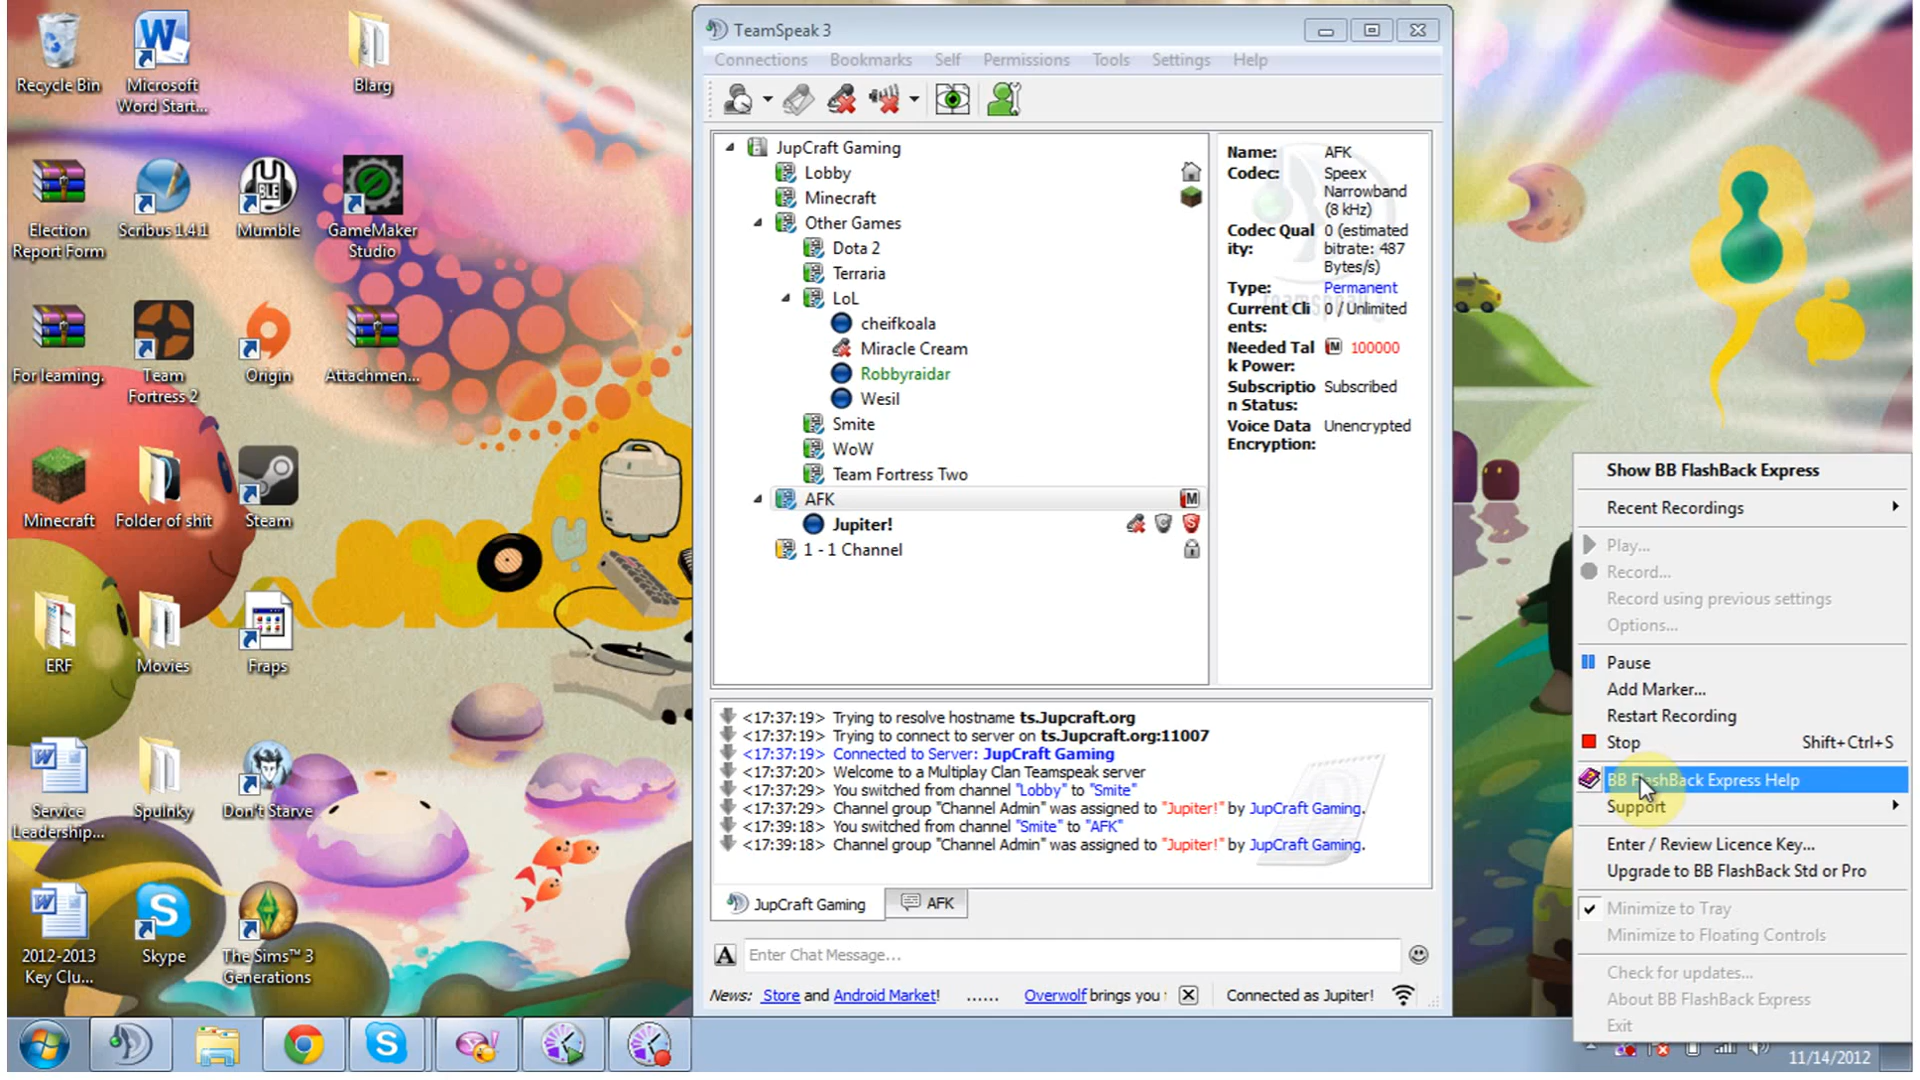 Recycle Bin
Microsoft
Word Start...
Blarg
Election
Report Form
Scribus 1.4.1
BLE
Mumble
GameMaker
Studio
For learning.
Team
Fortress 2
Origin
Attachmen...
Minecraft
Folder of shit
Steam
ERF
Movies
Fraps
Service
Leadership...
Spulnky
Don't Starve
2012-2013
Key Clu...
Skype
The Sims™ 3
Generations
TeamSpeak 3
Connections Bookmarks Self Permissions Tools Settings Help
JupCraft Gaming
Lobby
Minecraft
Other Games
Dota 2
Terraria
LoL
cheifkoala
Miracle Cream
Robbyraidar
Wesil
Smite
WoW
Team Fortress Two
AFK M
Jupiter! C S
1 - 1 Channel
Name: AFK
Codec: Speex
Narrowband
(8 kHz)
Codec Qual 0 (estimated
ity: bitrate: 487
Bytes/s)
Type: Permanent
Current Cli 0 / Unlimited
ents:
Needed Tal M 100000
k Power:
Subscriptio Subscribed
n Status:
Voice Data Unencrypted
Encryption:
<17:37:19> Trying to resolve hostname ts.Jupcraft.org
<17:37:19> Trying to connect to server on ts.Jupcraft.org:11007
<17:37:19> Connected to Server: JupCraft Gaming
<17:37:20> Welcome to a Multiplay Clan Teamspeak server
<17:37:29> You switched from channel "Lobby" to "Smite"
<17:37:29> Channel group "Channel Admin" was assigned to "Jupiter!" by JupCraft Gaming.
<17:39:18> You switched from channel "Smite" to "AFK"
<17:39:18> Channel group "Channel Admin" was assigned to "Jupiter!" by JupCraft Gaming.
JupCraft Gaming AFK
A Enter Chat Message...
News: Store and Android Market! ...... Overwolf brings you Connected as Jupiter!
Show BB FlashBack Express
Recent Recordings
Play...
Record...
Record using previous settings
Options...
Pause
Add Marker...
Restart Recording
Stop Shift+Ctrl+S
BB FlashBack Express Help
Support
Enter / Review Licence Key...
Upgrade to BB FlashBack Std or Pro
Minimize to Tray
Minimize to Floating Controls
Check for updates...
About BB FlashBack Express
Exit
11/14/2012